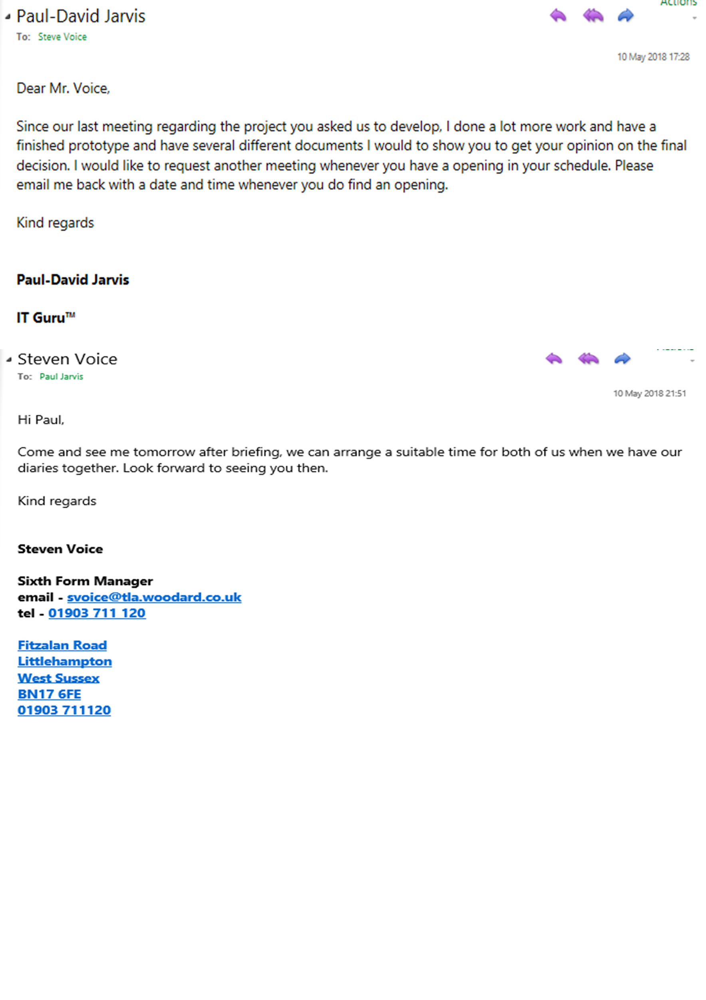 Actions
Paul-David Jarvis
To: Steve Voice
10 May 2018 17:28
Dear Mr. Voice,
Since our last meeting regarding the project you asked us to develop, I done a lot more work and have a
finished prototype and have several different documents I would to show you to get your opinion on the final
decision. I would like to request another meeting whenever you have a opening in your schedule. Please
email me back with a date and time whenever you do find an opening.
Kind regards
Paul-David Jarvis
IT Guru™
Steven Voice
To: Paul Jarvis
10 May 2018 21:51
Hi Paul,
Come and see me tomorrow after briefing, we can arrange a suitable time for both of us when we have our
diaries together. Look forward to seeing you then.
Kind regards
Steven Voice
Sixth Form Manager
email - svoice@tla.woodard.co.uk
tel - 01903 711 120
Fitzalan Road
Littlehampton
West Sussex
BN17 6FE
01903 711120